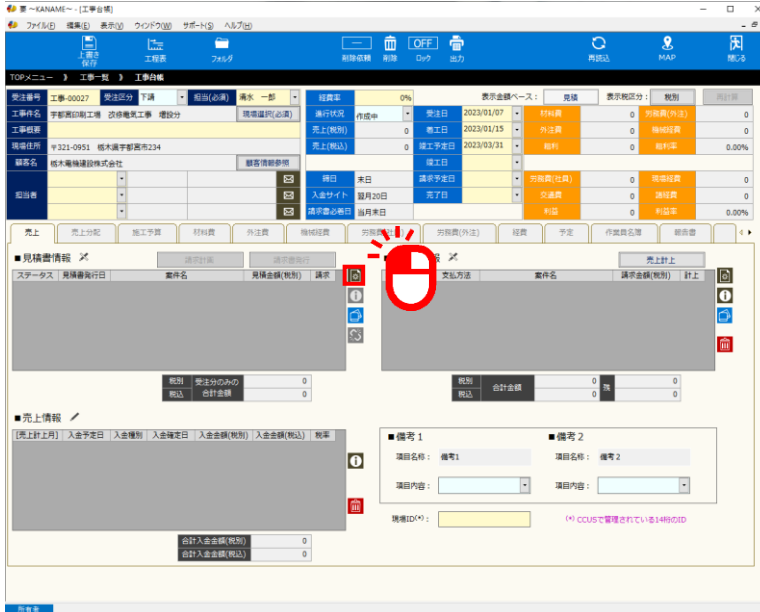 要 ～KANAME～ - [工事台帳]
ファイル(F) 編集(E) 表示(V) ウィンドウ(W) サポート(S) ヘルプ(H)
上書き保存 工程表 フォルダ 削除依頼 削除 OFF ロック 出力 再読込 MAP 閉じる
TOPメニュー 》 工事一覧 》 工事台帳
受注番号 工事-00027 受注区分 下請 担当(必須) 清水 一郎 経費率 0% 表示金額ベース： 見積 表示税区分： 税別 再計算
工事件名 宇都宮印刷工場 改修電気工事 増設分 現場選択(必須) 進行状況 作成中 受注日 2023/01/07 材料費 0 労務費(外注) 0
工事概要 売上(税別) 0 着工日 2023/01/15 外注費 0 機械経費 0
現場住所 〒321-0951 栃木県宇都宮市234 売上(税込) 0 竣工予定日 2023/03/31 粗利 0 粗利率 0.00%
顧客名 栃木電機建設株式会社 顧客情報参照 竣工日
担当者 締日 末日 請求予定日 労務費(社員) 0 現場経費 0
入金サイト 翌月20日 完了日 交通費 0 諸経費 0
請求書必着日 当月末日 利益 0 利益率 0.00%
売上 売上分配 施工予算 材料費 外注費 機械経費 労務費(社員) 労務費(外注) 経費 予定 作業員名簿 報告書
■見積書情報 請求計画 請求書発行 売上計上
ステータス 見積書発行日 案件名 見積金額(税別) 請求 支払方法 案件名 請求金額(税別) 計上
税別 受注分のみの 0 税別 合計金額 0 残 0
税込 合計金額 0 税込 0 0
■売上情報
[売上計上月] 入金予定日 入金種別 入金確定日 入金金額(税別) 入金金額(税込) 税率
■備考１ ■備考２
項目名称： 備考1 項目名称： 備考２
項目内容： 項目内容：
現場ID(*)： (*) CCUSで管理されている14桁のID
合計入金金額(税別) 0
合計入金金額(税込) 0
所有本